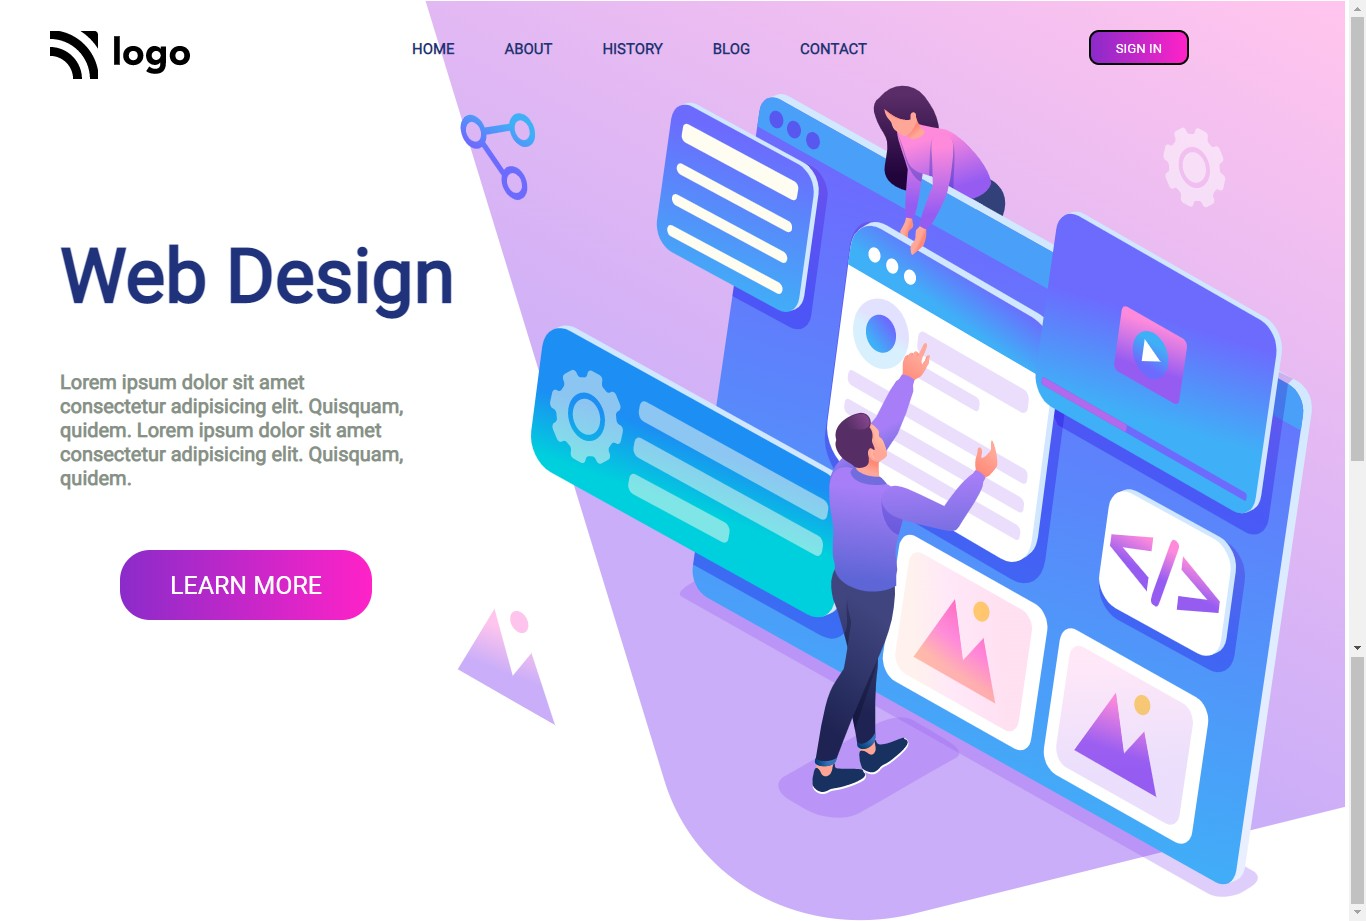 logo
HOME ABOUT HISTORY BLOG CONTACT
SIGN IN
Web Design
Lorem ipsum dolor sit amet
consectetur adipisicing elit. Quisquam,
quidem. Lorem ipsum dolor sit amet
consectetur adipisicing elit. Quisquam,
quidem.
LEARN MORE